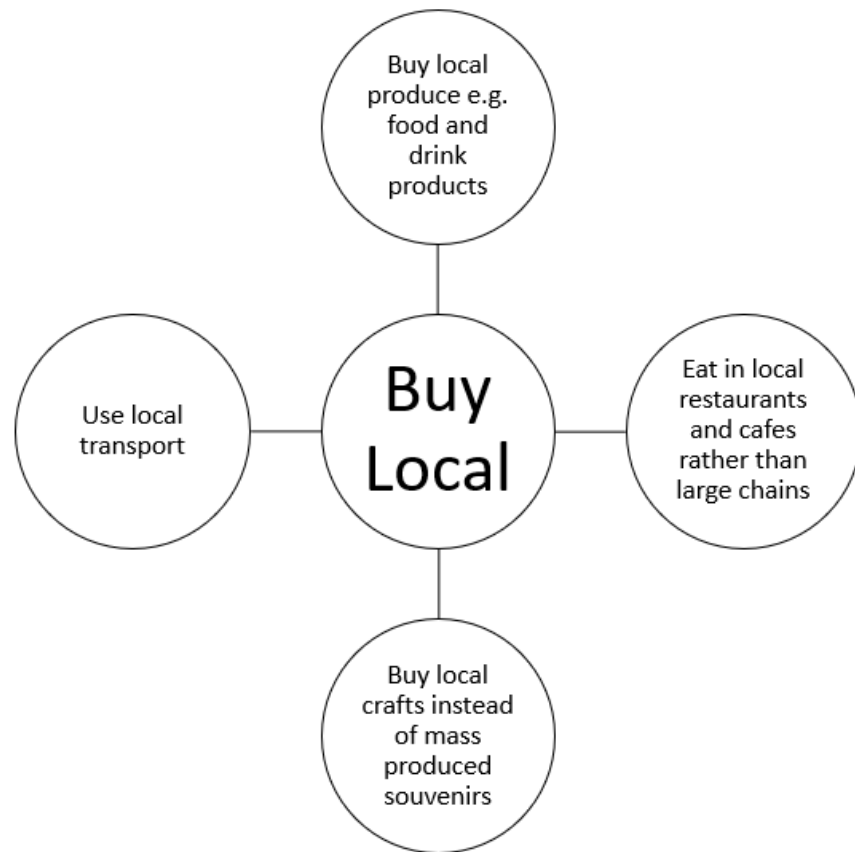 Buy local
produce e.g.
food and
drink
products
Use local
transport
Buy
Local
Eat in local
restaurants
and cafes
rather than
large chains
Buy local
crafts instead
of mass
produced
souvenirs